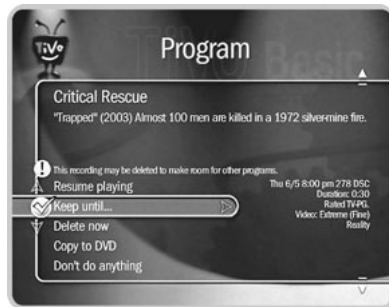 TiVo
TiVo Basic
Program
Critical Rescue
"Trapped" (2003) Almost 100 men are killed in a 1972 silver-mine fire.
This recording may be deleted to make room for other programs.
Resume playing
Thu 6/5 8:00 pm 278 DSC
Duration: 0:30
Keep until...
Rated TV-PG.
Video: Extreme (Fine)
Delete now
Reality
Copy to DVD
Don't do anything